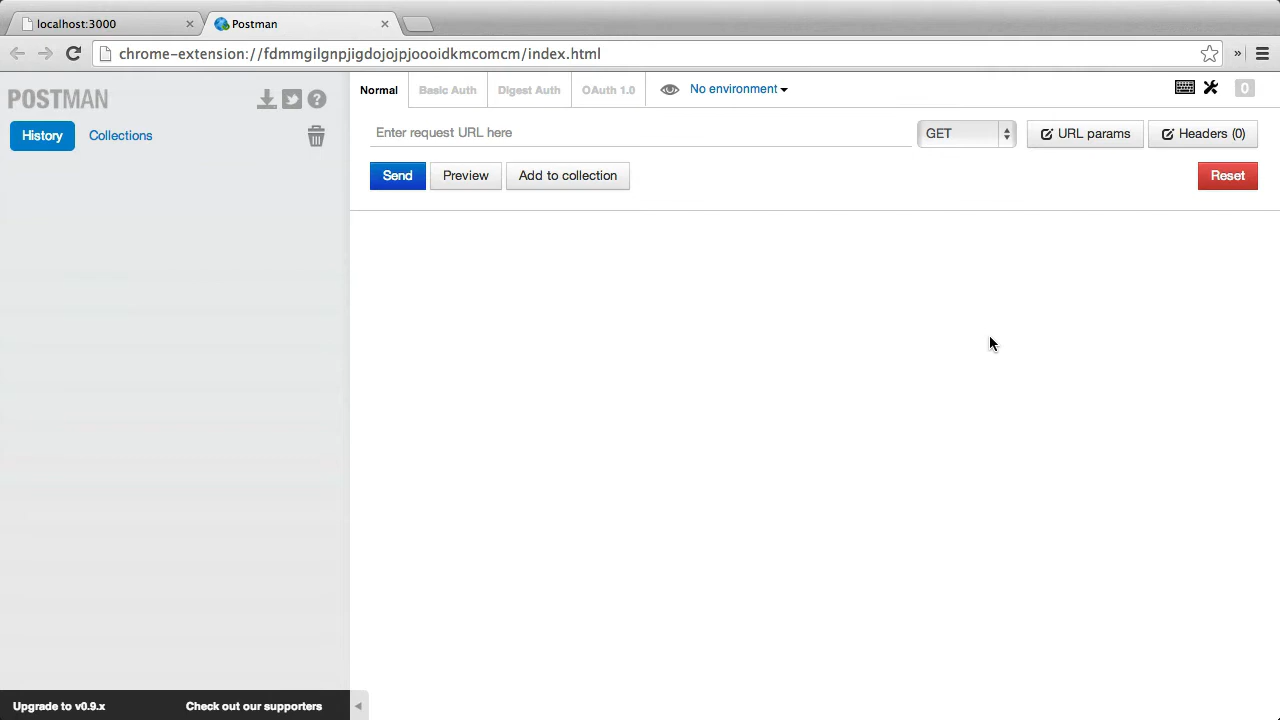 localhost:3000
Postman
chrome-extension://fdmmgilgnpjigdojojpjoooidkmcomcm/index.html
»
POSTMAN
Normal
Basic Auth
Digest Auth
OAuth 1.0
No environment
0
History
Collections
Enter request URL here
GET
URL params
Headers (0)
Send
Preview
Add to collection
Reset
Upgrade to v0.9.x
Check out our supporters